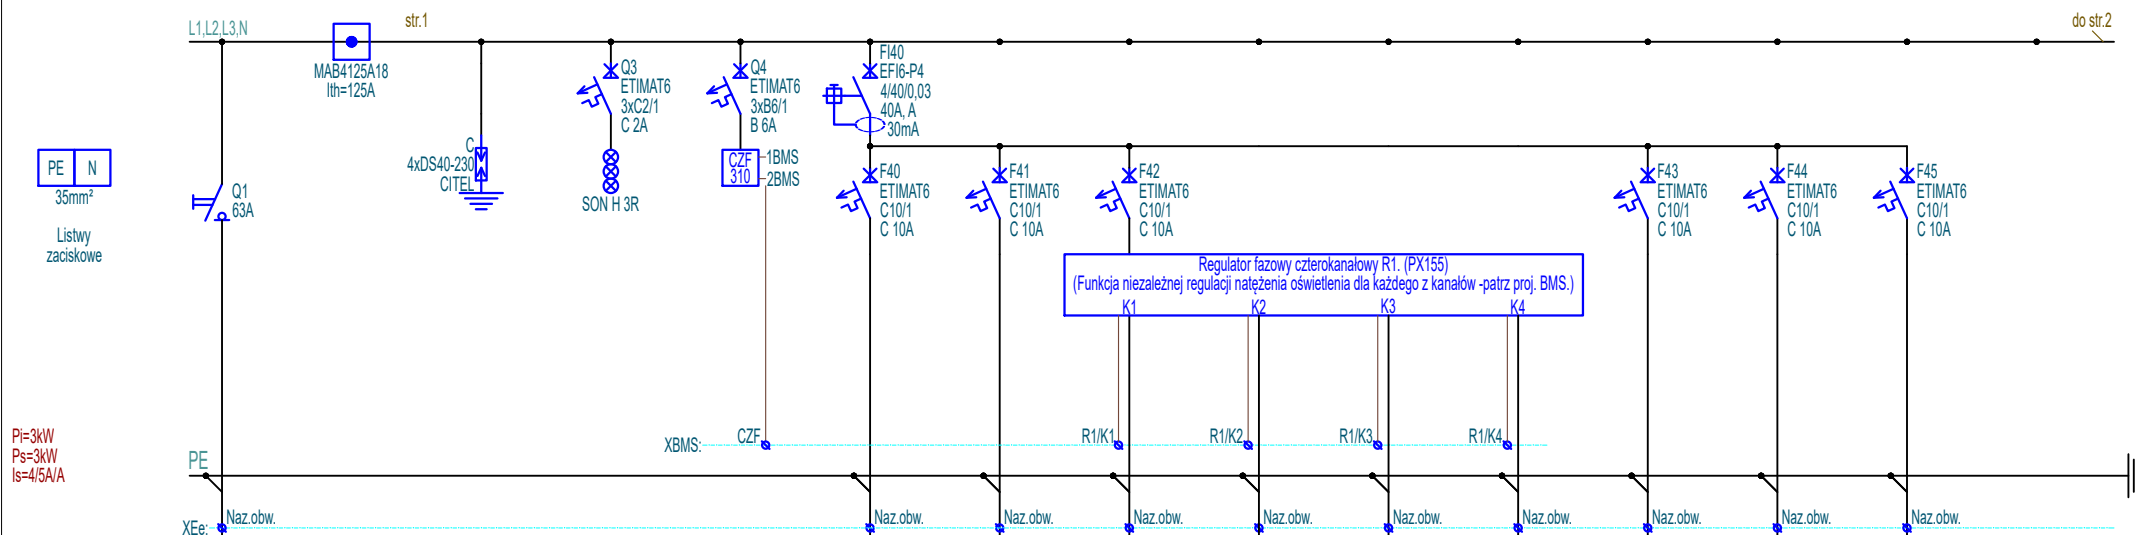 str.1
do str.2
L1,L2,L3,N
MAB4125A18
Ith=125A
Q3
ETIMAT6
3xC2/1
C 2A
Q4
ETIMAT6
3xB6/1
B 6A
FI40
EFI6-P4
4/40/0,03
40A, A
30mA
PE N
35mm²
Listwy
zaciskowe
Q1
63A
C
4xDS40-230
CITEL
SON H 3R
CZF
310
1BMS
2BMS
F40
ETIMAT6
C10/1
C 10A
F41
ETIMAT6
C10/1
C 10A
F42
ETIMAT6
C10/1
C 10A
F43
ETIMAT6
C10/1
C 10A
F44
ETIMAT6
C10/1
C 10A
F45
ETIMAT6
C10/1
C 10A
Regulator fazowy czterokanałowy R1. (PX155)
(Funkcja niezależnej regulacji natężenia oświetlenia dla każdego z kanałów -patrz proj. BMS.)
K1 K2 K3 K4
XBMS: CZF R1/K1 R1/K2 R1/K3 R1/K4
Pi=3kW
Ps=3kW
Is=4/5A/A
PE
XEe: Naz.obw. Naz.obw. Naz.obw. Naz.obw. Naz.obw. Naz.obw. Naz.obw. Naz.obw. Naz.obw. Naz.obw.